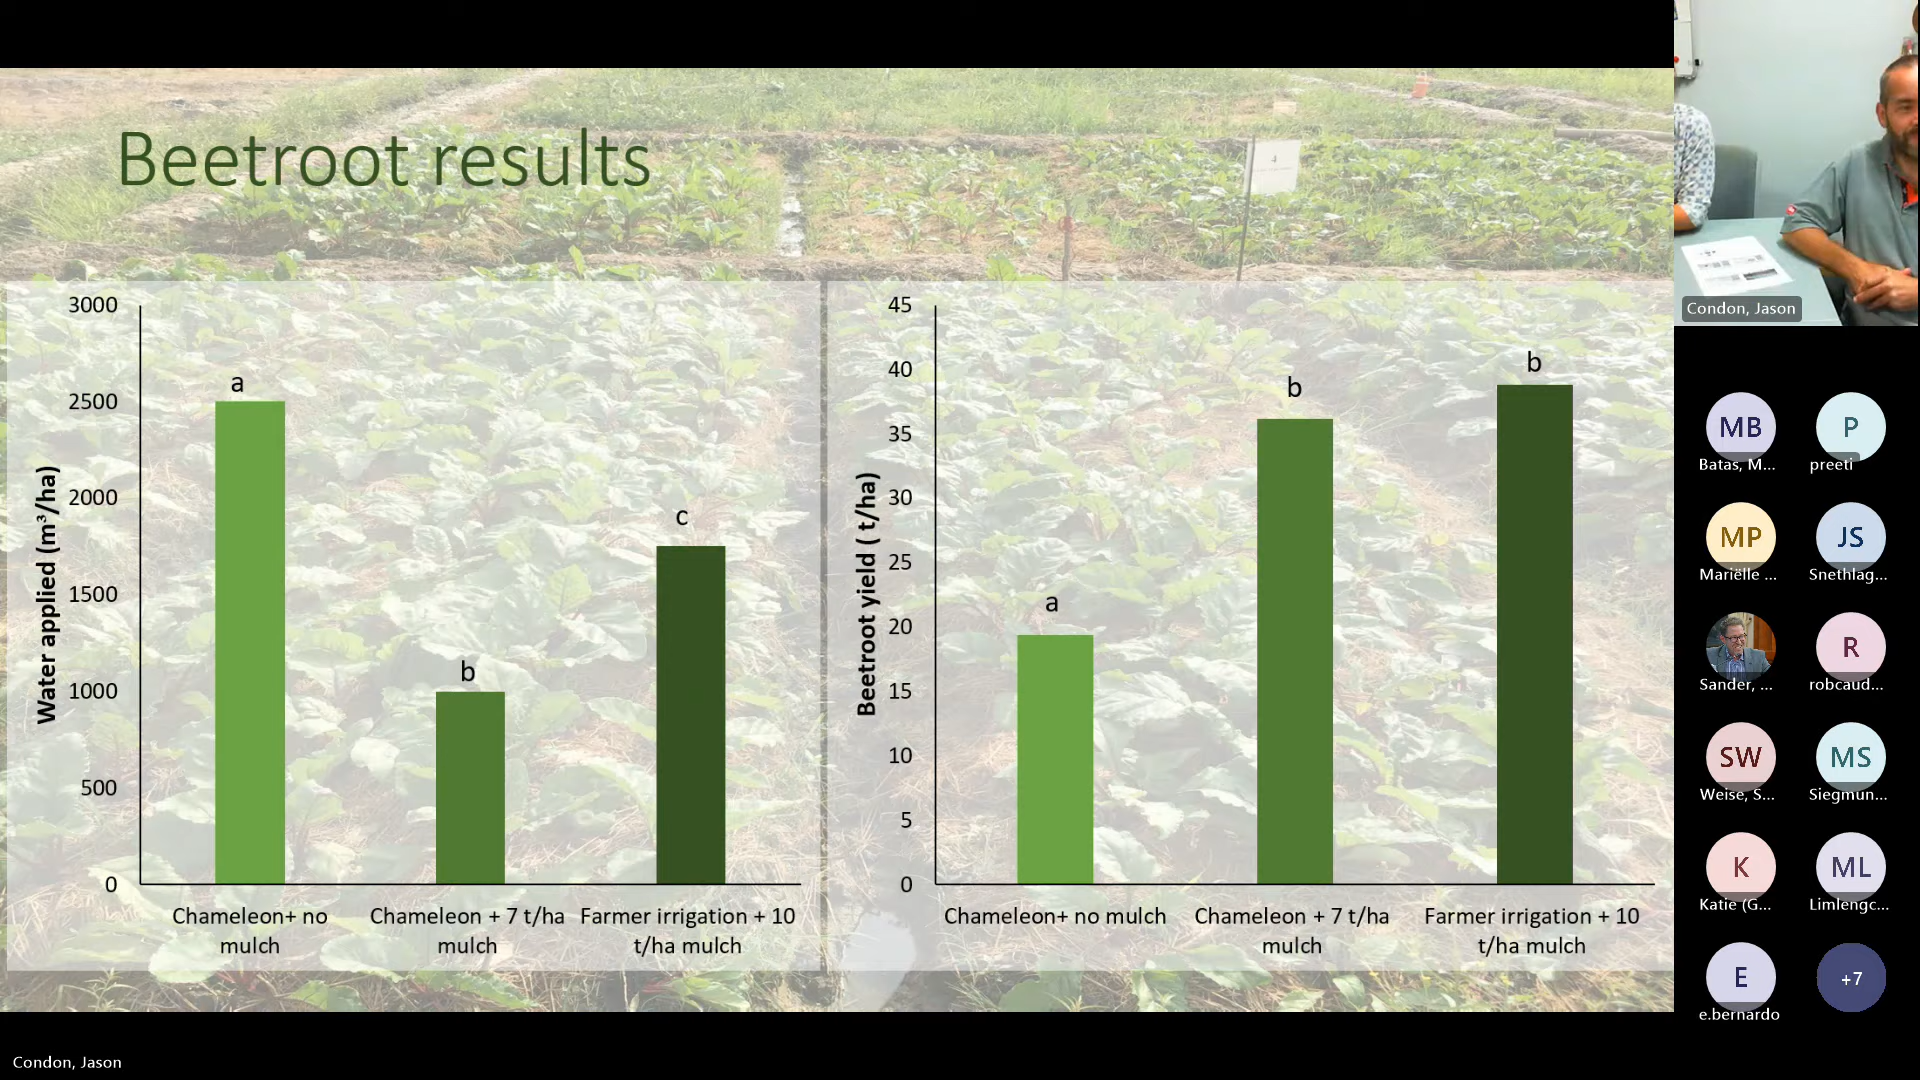 Beetroot results
3000
2500
2000
1500
1000
500
0
Water applied (m³/ha)
a
b
c
Chameleon+ no
mulch
Chameleon + 7 t/ha
mulch
Farmer irrigation + 10
t/ha mulch
45
40
35
30
25
20
15
10
5
0
Beetroot yield ( t/ha)
a
b
b
Chameleon+ no mulch
Chameleon + 7 t/ha
mulch
Farmer irrigation + 10
t/ha mulch
Condon, Jason
MB
Batas, M...
P
preeti
MP
Mariëlle ...
JS
Snethlag...
Sander, ...
R
robcaud...
SW
Weise, S...
MS
Siegmun...
K
Katie (G...
ML
Limlengc...
E
e.bernardo
+7
Condon, Jason